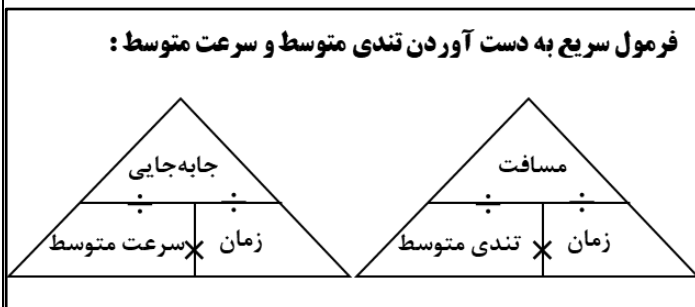 فرمول سریع به دست آوردن تندی متوسط و سرعت متوسط :
مسافت
÷ ÷
زمان × تندی متوسط
جابه‌جایی
÷ ÷
زمان × سرعت متوسط